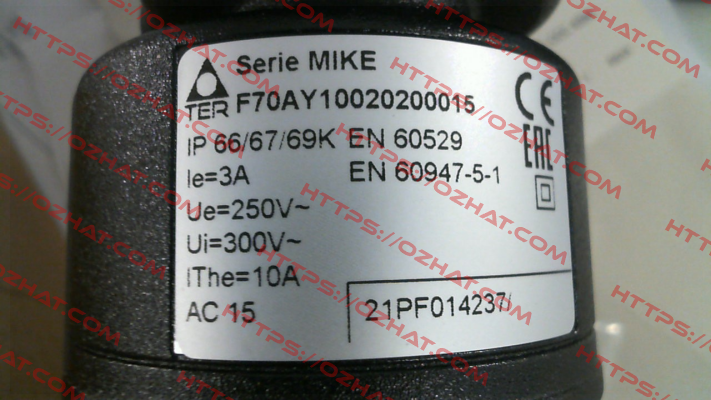 Serie MIKE
TER F70AY10020200015
IP 66/67/69K EN 60529
Ie=3A EN 60947-5-1
Ue=250V~
Ui=300V~
IThe=10A
AC 15
21PF014237/
CE
EAC
HTTPS://OZHAT.COM